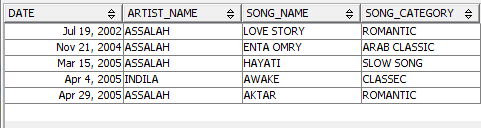 DATE ARTIST_NAME SONG_NAME SONG_CATEGORY
Jul 19, 2002 ASSALAH LOVE STORY ROMANTIC
Nov 21, 2004 ASSALAH ENTA OMRY ARAB CLASSIC
Mar 15, 2005 ASSALAH HAYATI SLOW SONG
Apr 4, 2005 INDILA AWAKE CLASSEC
Apr 29, 2005 ASSALAH AKTAR ROMANTIC